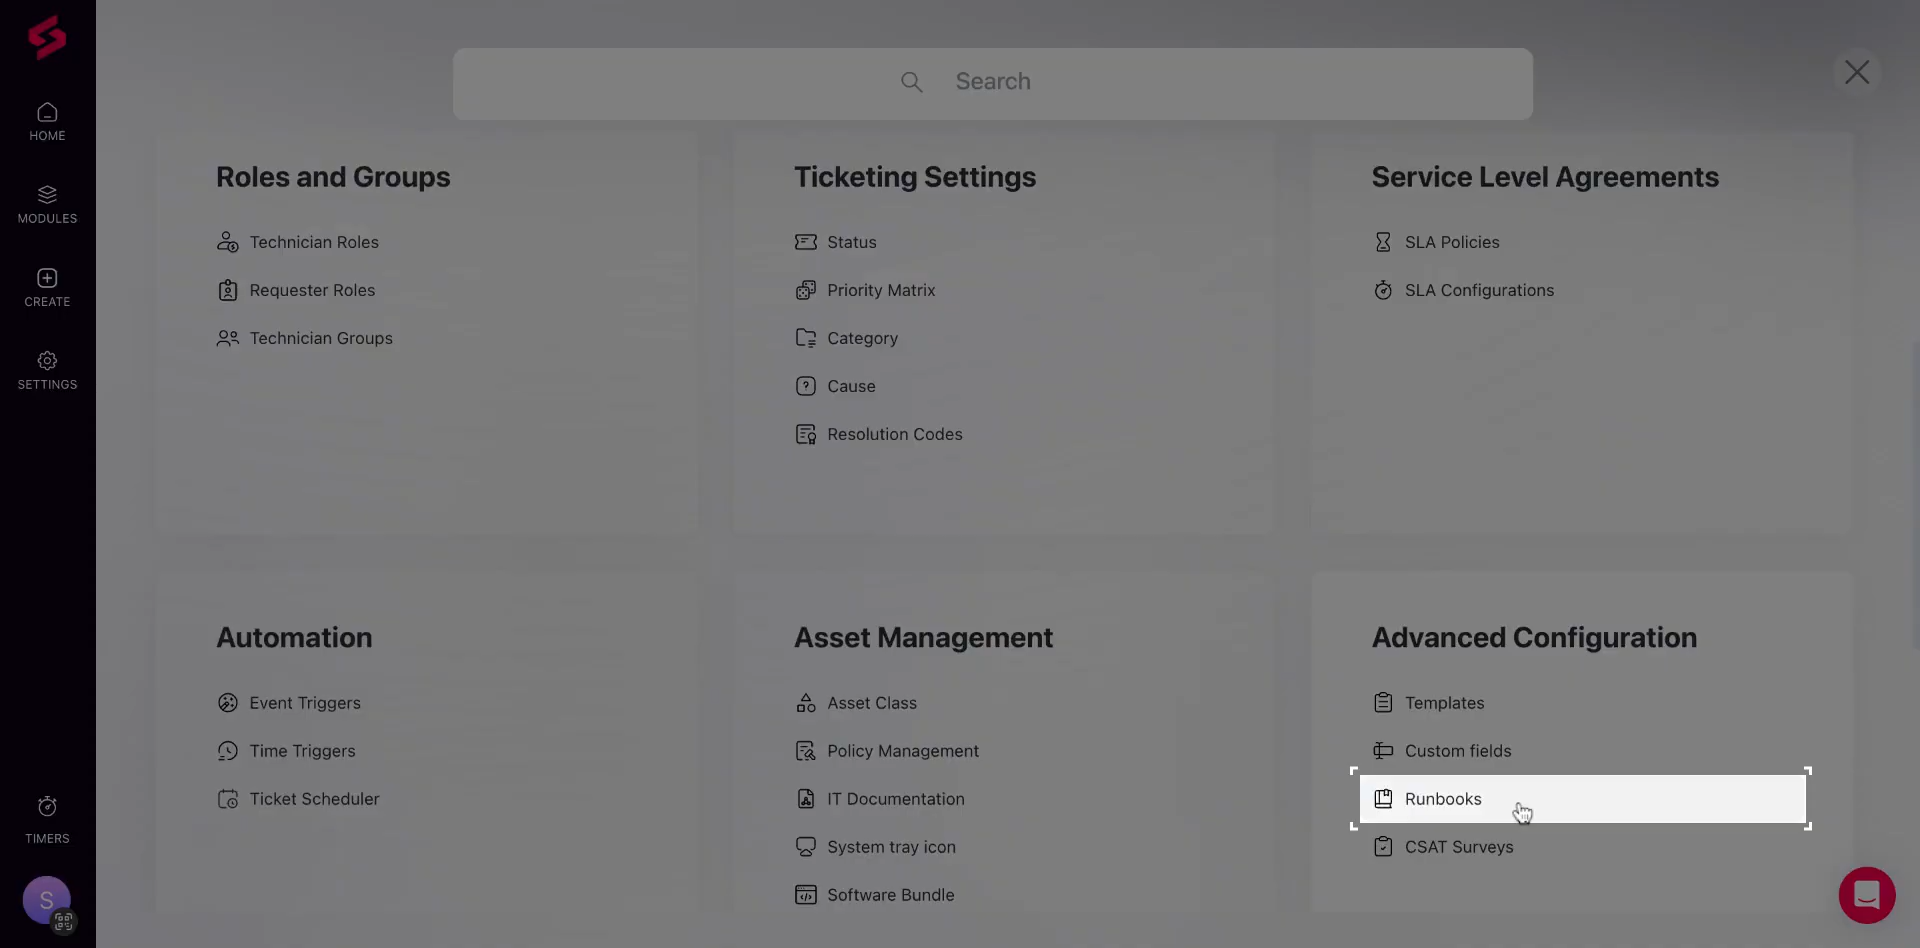 Search
HOME
MODULES
CREATE
SETTINGS
TIMERS
S
Roles and Groups
Technician Roles
Requester Roles
Technician Groups
Ticketing Settings
Status
Priority Matrix
Category
Cause
Resolution Codes
Service Level Agreements
SLA Policies
SLA Configurations
Automation
Event Triggers
Time Triggers
Ticket Scheduler
Asset Management
Asset Class
Policy Management
IT Documentation
System tray icon
Software Bundle
Advanced Configuration
Templates
Custom fields
Runbooks
CSAT Surveys